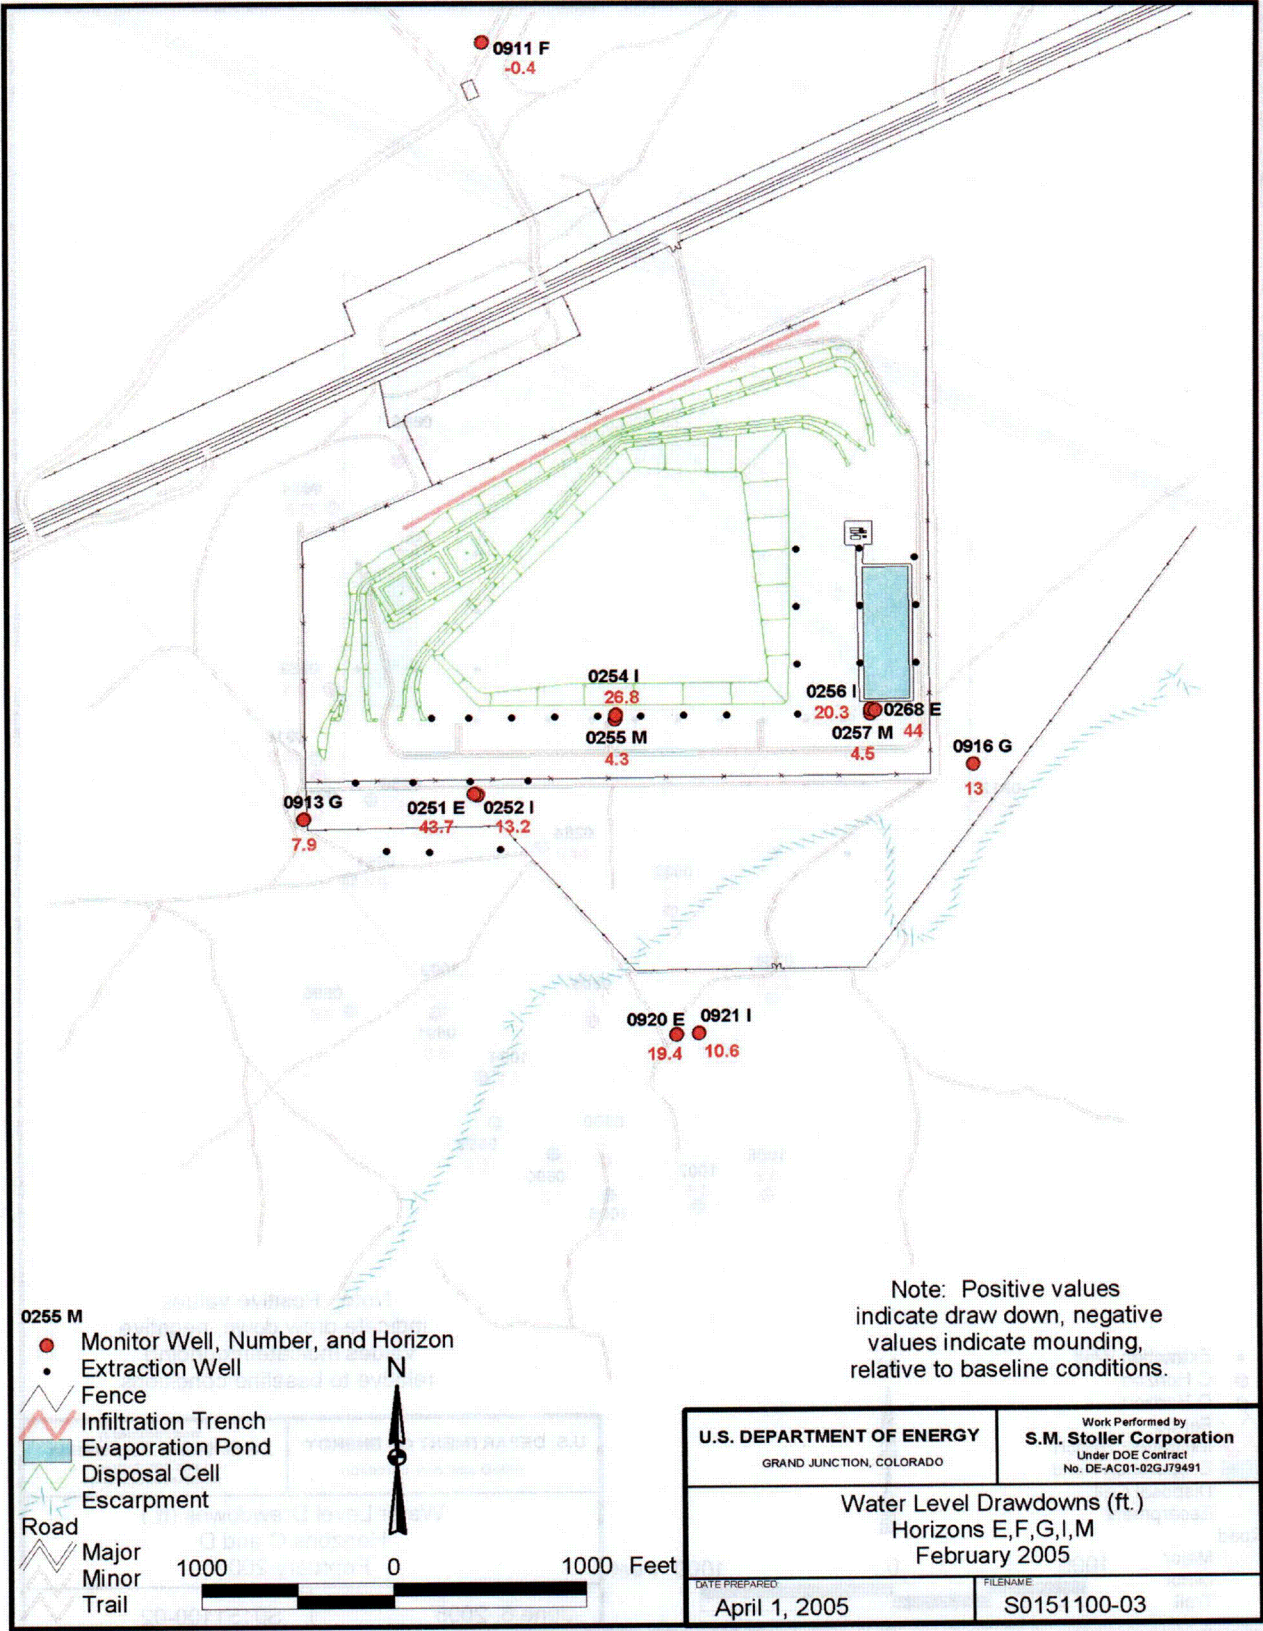 0911 F
-0.4
0254 I
26.8
0255 M
4.3
0256 I
20.3
0268 E
44
0257 M
4.5
0916 G
13
0913 G
7.9
0251 E
43.7
0252 I
13.2
0920 E
19.4
0921 I
10.6
0255 M
Monitor Well, Number, and Horizon
Extraction Well
Fence
Infiltration Trench
Evaporation Pond
Disposal Cell
Escarpment
Road
Major
Minor
Trail
N
1000 0 1000 Feet
Note: Positive values
indicate draw down, negative
values indicate mounding,
relative to baseline conditions.
U.S. DEPARTMENT OF ENERGY
GRAND JUNCTION, COLORADO
Work Performed by
S.M. Stoller Corporation
Under DOE Contract
No. DE-AC01-02GJ79491
Water Level Drawdowns (ft.)
Horizons E,F,G,I,M
February 2005
DATE PREPARED:
April 1, 2005
FILENAME:
S0151100-03